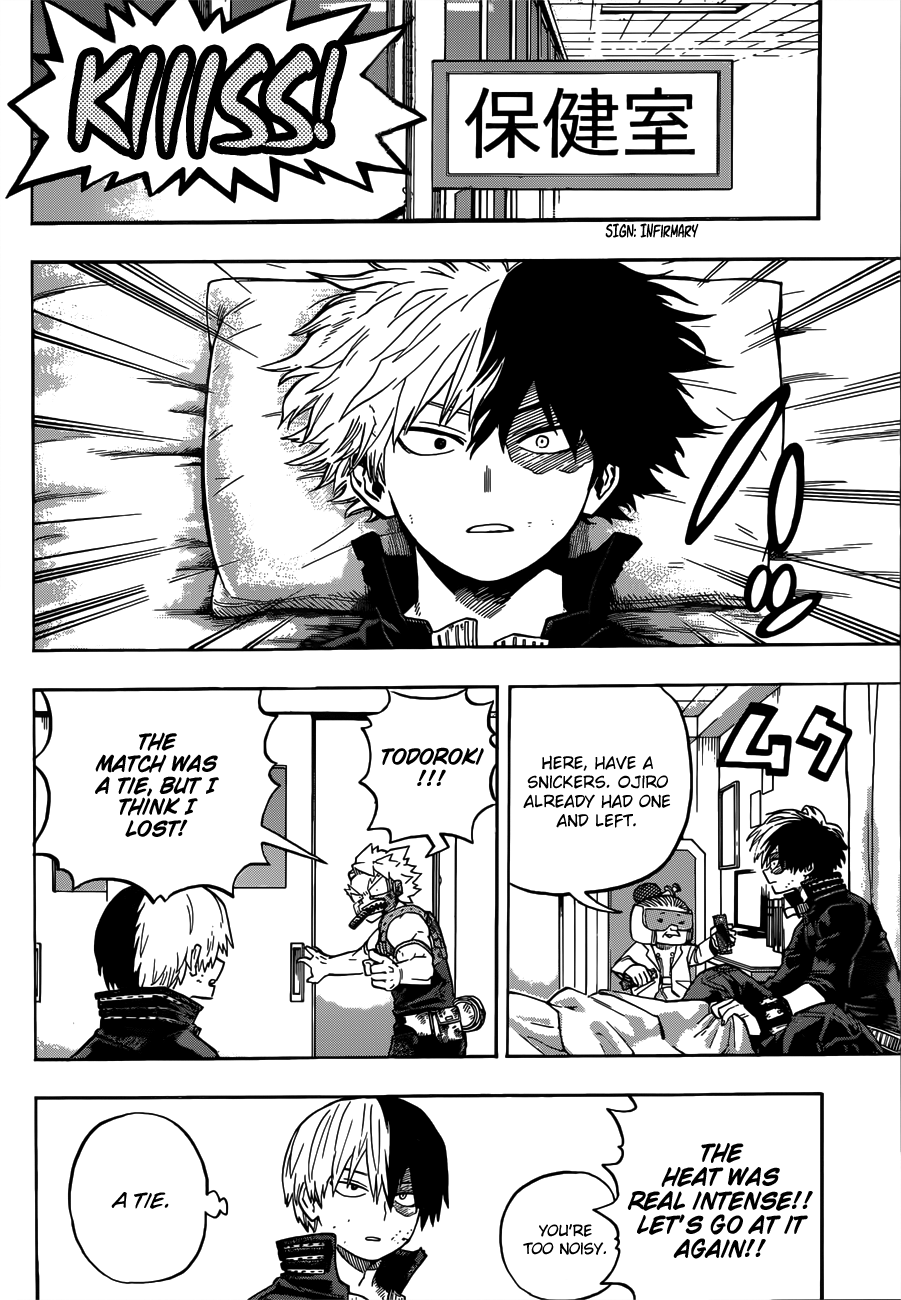 KIIISS!
保健室
SIGN: INFIRMARY
HERE, HAVE A
SNICKERS. OJIRO
ALREADY HAD ONE
AND LEFT.
ムク
TODOROKI
!!!
THE
MATCH WAS
A TIE, BUT I
THINK I
LOST!
THE
HEAT WAS
REAL INTENSE!!
LET'S GO AT IT
AGAIN!!
YOU'RE
TOO NOISY.
A TIE.